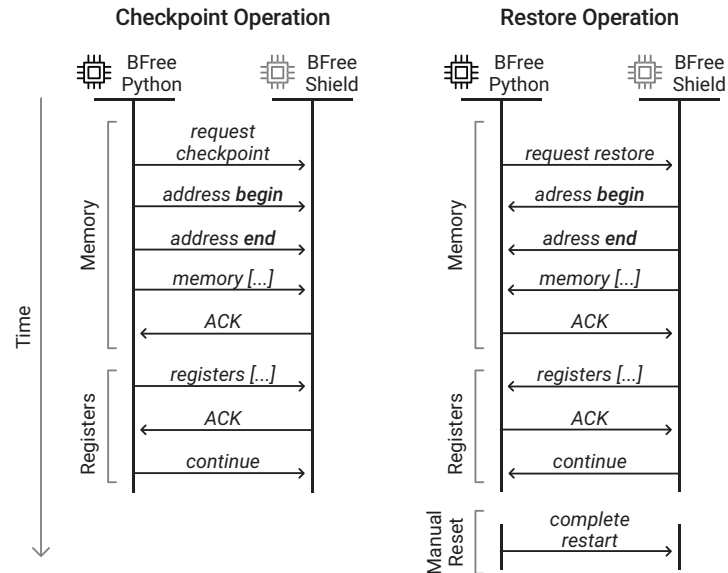 Checkpoint Operation
BFree
Python
BFree
Shield
Time
Memory
request
checkpoint
address begin
address end
memory [...]
ACK
Registers
registers [...]
ACK
continue
Restore Operation
BFree
Python
BFree
Shield
Memory
request restore
adress begin
adress end
memory [...]
ACK
Registers
registers [...]
ACK
continue
Manual
Reset
complete
restart